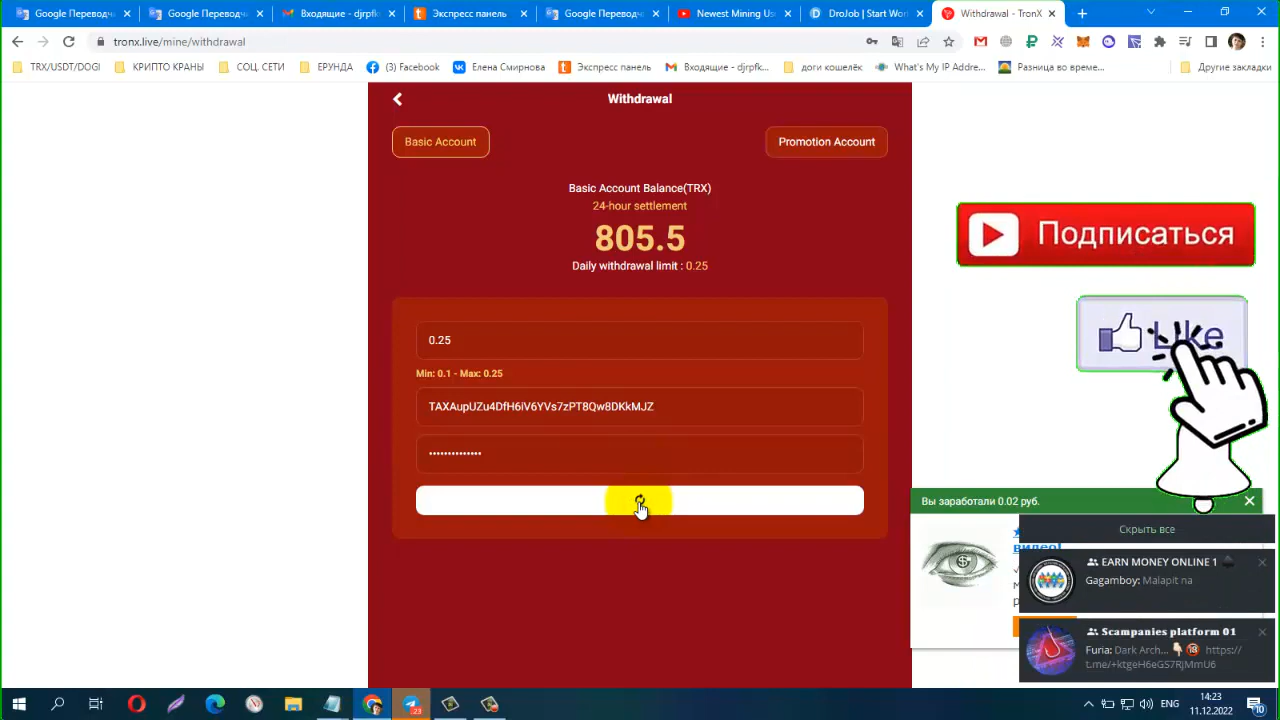 Google Переводч
Google Переводч
Входящие - djrpfk
Экспресс панель
Google Переводч
Newest Mining Us
DroJob | Start Wor
Withdrawal - TronX
tronx.live/mine/withdrawal
TRX/USDT/DOGI
КРИПТО КРАНЫ
СОЦ. СЕТИ
ЕРУНДА
(3) Facebook
Елена Смирнова
Экспресс панель
Входящие - djrpfk...
доги кошелёк
What's My IP Addre...
Разница во време...
Другие закладки
Withdrawal
Basic Account
Promotion Account
Basic Account Balance(TRX)
24-hour settlement
805.5
Daily withdrawal limit : 0.25
0.25
Min: 0.1 - Max: 0.25
TAXAupUZu4DfH6iV6YVs7zPT8Qw8DKkMJZ
Подписаться
Like
Вы заработали 0.02 руб.
видео!
Скрыть все
EARN MONEY ONLINE 1
Gagamboy: Malapit na
Scampanies platform 01
Furia: Dark Arch... 👇🏻🔞 https://
t.me/+ktgeH6eGS7RjMmU6
23
ENG
14:23
11.12.2022
10